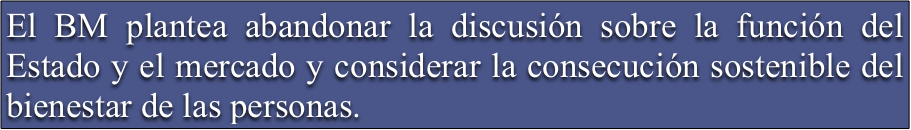 El BM plantea abandonar la discusión sobre la función del
Estado y el mercado y considerar la consecución sostenible del
bienestar de las personas.